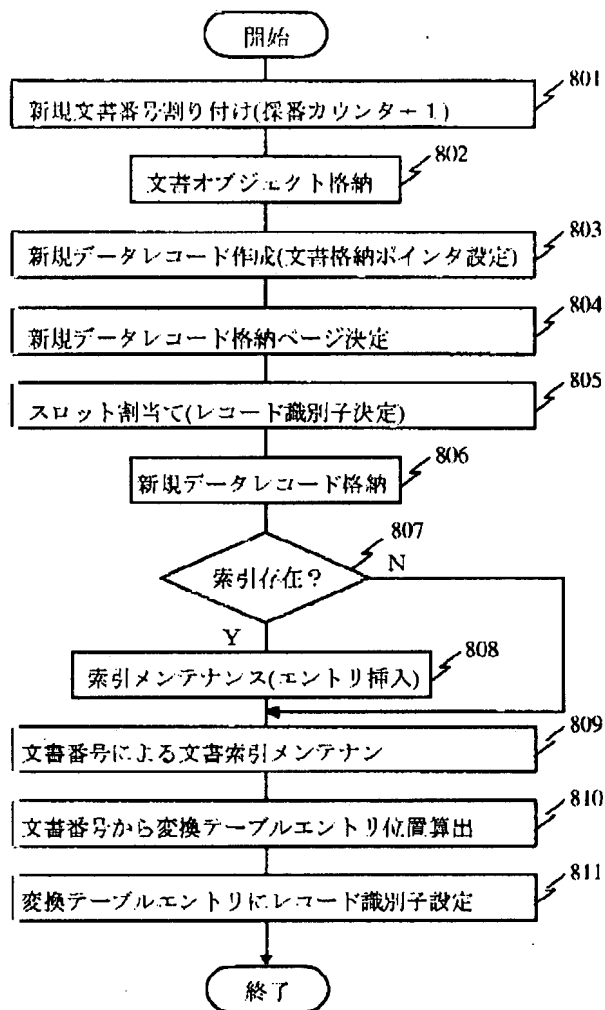 開始
801
新規文書番号割り付け(採番カウンタ+1)
802
文書オブジェクト格納
803
新規データレコード作成(文書格納ポインタ設定)
804
新規データレコード格納ページ決定
805
スロット割当て(レコード識別子決定)
806
新規データレコード格納
807
索引存在?
N
Y
808
索引メンテナンス(エントリ挿入)
809
文書番号による文書索引メンテナン
810
文書番号から変換テーブルエントリ位置算出
811
変換テーブルエントリにレコード識別子設定
終了